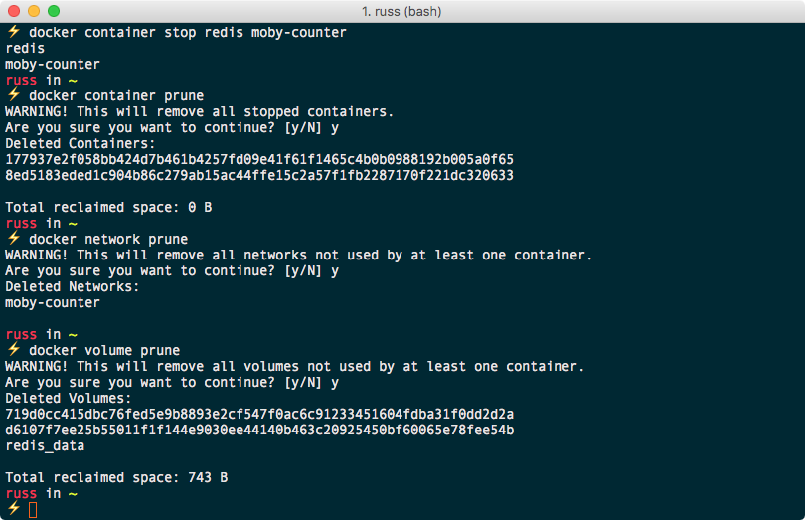 1. russ (bash)
⚡ docker container stop redis moby-counter
redis
moby-counter
russ in ~
⚡ docker container prune
WARNING! This will remove all stopped containers.
Are you sure you want to continue? [y/N] y
Deleted Containers:
177937e2f058bb424d7b461b4257fd09e41f61f1465c4b0b0988192b005a0f65
8ed5183eded1c904b86c279ab15ac44ffe15c2a57f1fb2287170f221dc320633
Total reclaimed space: 0 B
russ in ~
⚡ docker network prune
WARNING! This will remove all networks not used by at least one container.
Are you sure you want to continue? [y/N] y
Deleted Networks:
moby-counter
russ in ~
⚡ docker volume prune
WARNING! This will remove all volumes not used by at least one container.
Are you sure you want to continue? [y/N] y
Deleted Volumes:
719d0cc415dbc76fed5e9b8893e2cf547f0ac6c91233451604fdba31f0dd2d2a
d6107f7ee25b55011f1f144e9030ee44140b463c20925450bf60065e78fee54b
redis_data
Total reclaimed space: 743 B
russ in ~
⚡